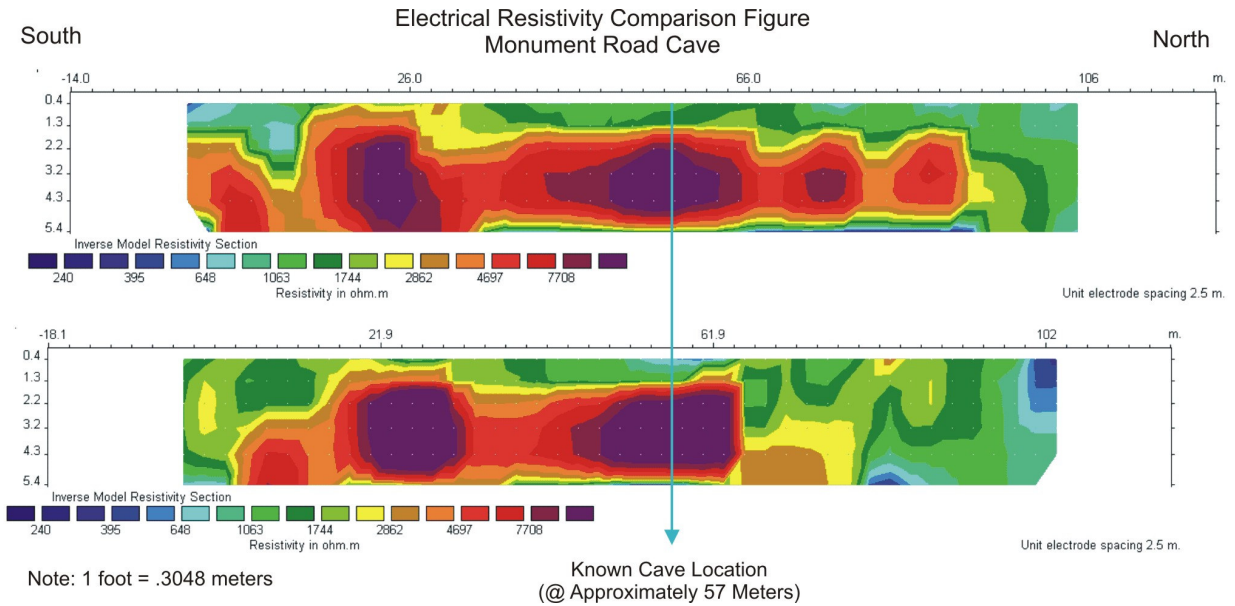 Electrical Resistivity Comparison Figure
Monument Road Cave
South
North
-14.0 26.0 66.0 106 m.
0.4
1.3
2.2
3.2
4.3
5.4
Inverse Model Resistivity Section
240 395 648 1063 1744 2862 4697 7708
Resistivity in ohm.m
Unit electrode spacing 2.5 m.
-18.1 21.9 61.9 102 m.
0.4
1.3
2.2
3.2
4.3
5.4
Inverse Model Resistivity Section
240 395 648 1063 1744 2862 4697 7708
Resistivity in ohm.m
Unit electrode spacing 2.5 m.
Note: 1 foot = .3048 meters
Known Cave Location
(@ Approximately 57 Meters)